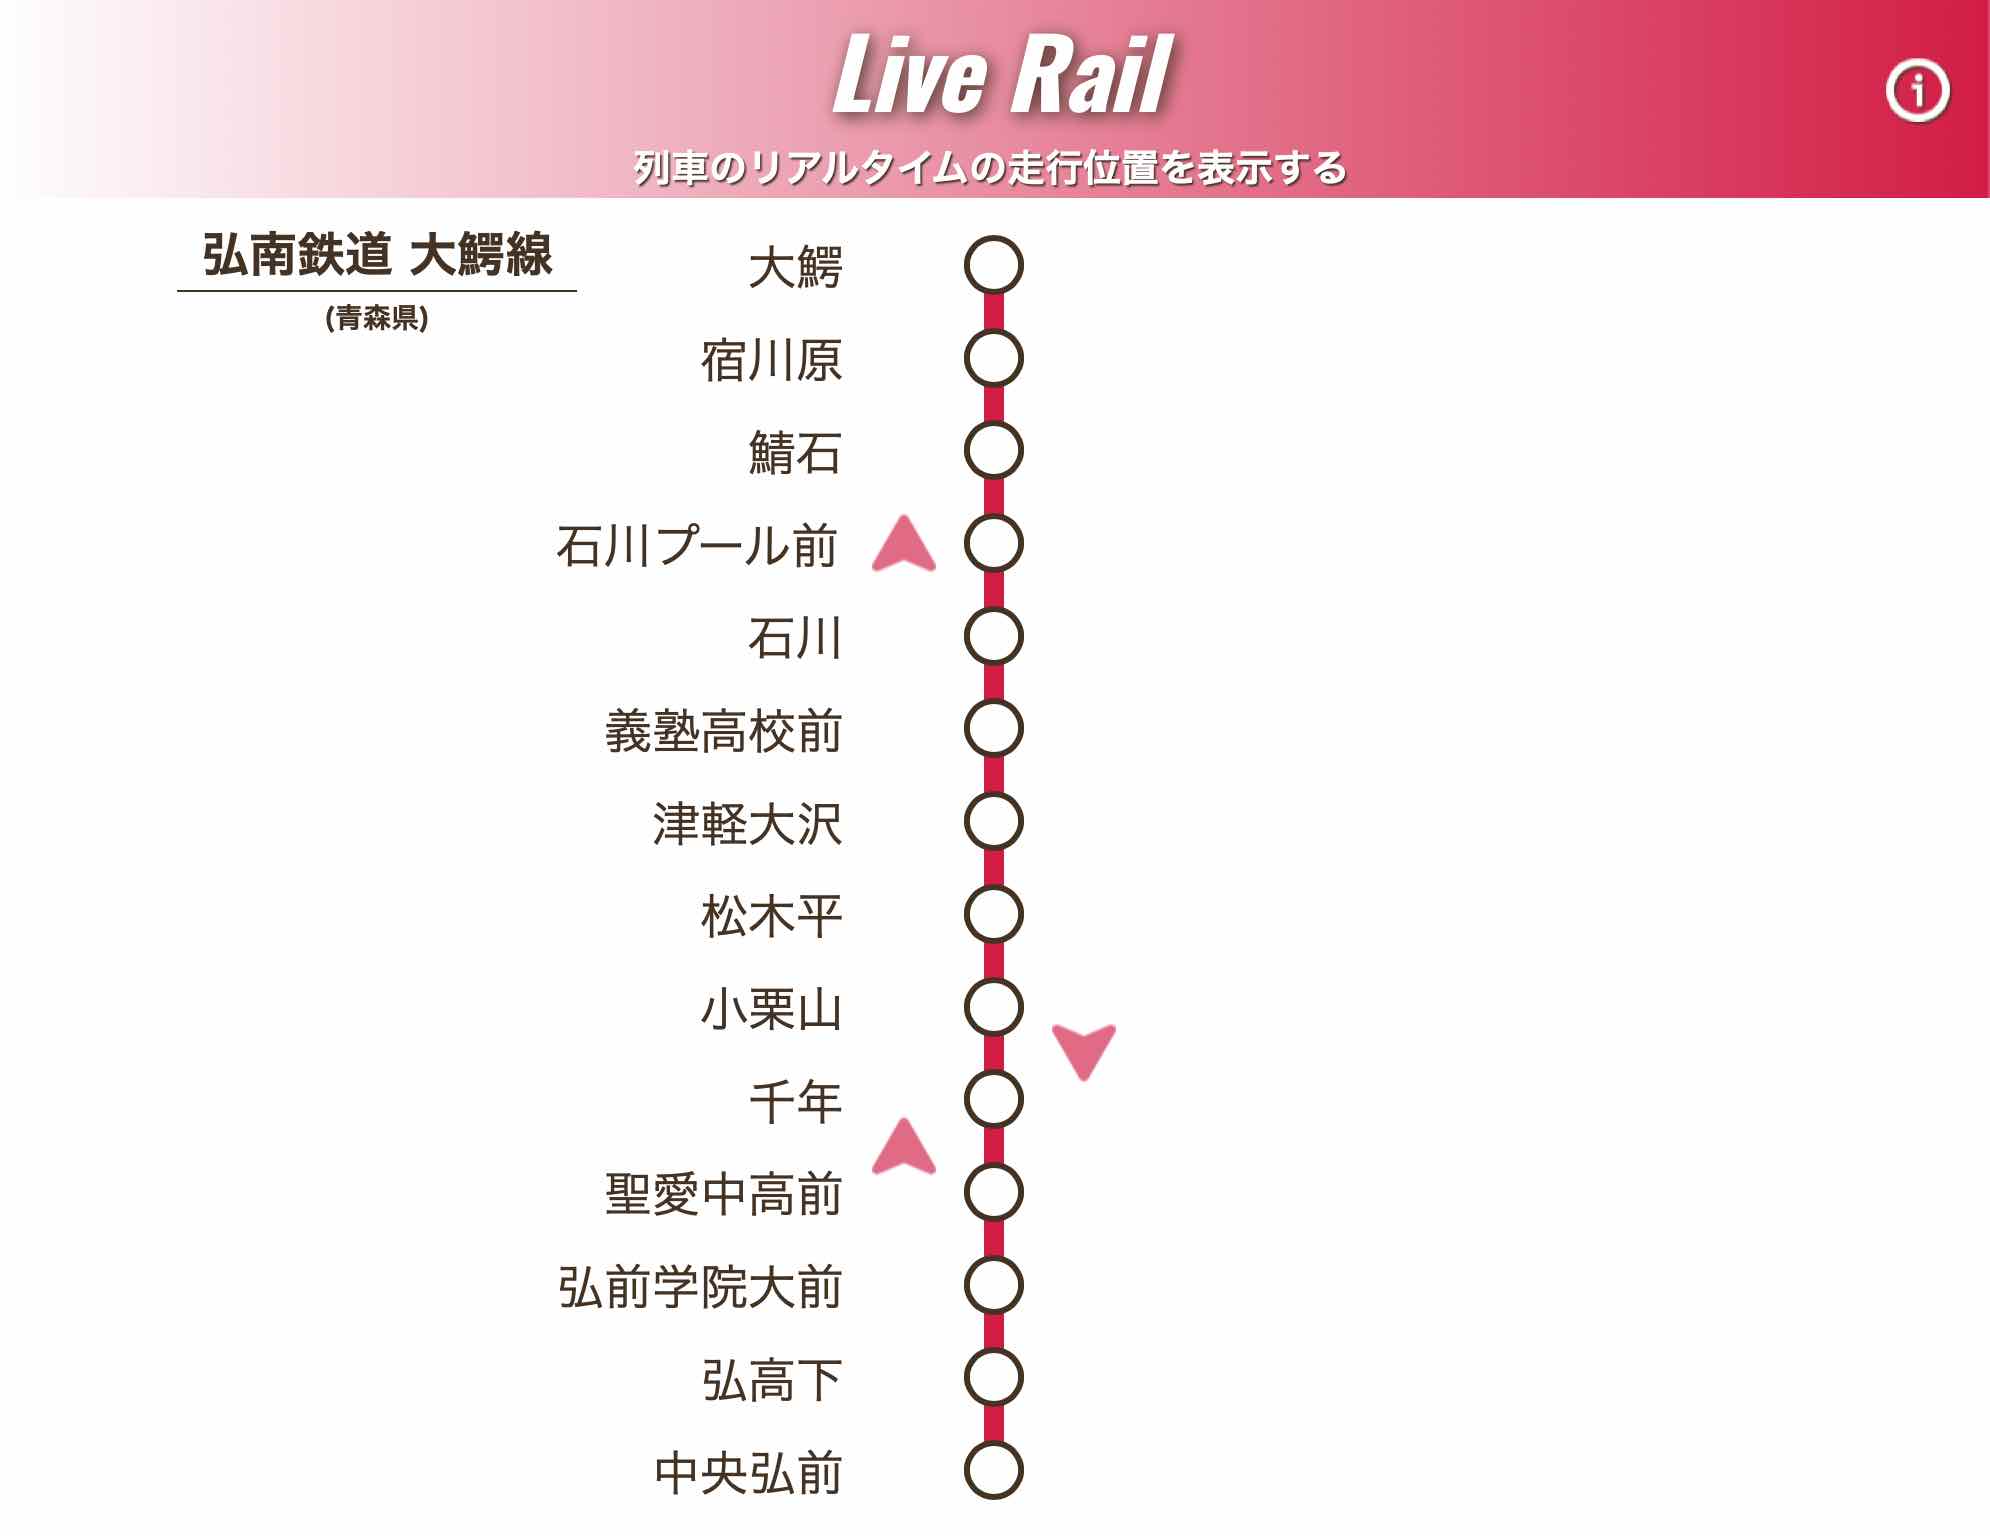 Live Rail
列車のリアルタイムの走行位置を表示する
弘南鉄道 大鰐線
(青森県)
大鰐
宿川原
鯖石
石川プール前
石川
義塾高校前
津軽大沢
松木平
小栗山
千年
聖愛中高前
弘前学院大前
弘高下
中央弘前